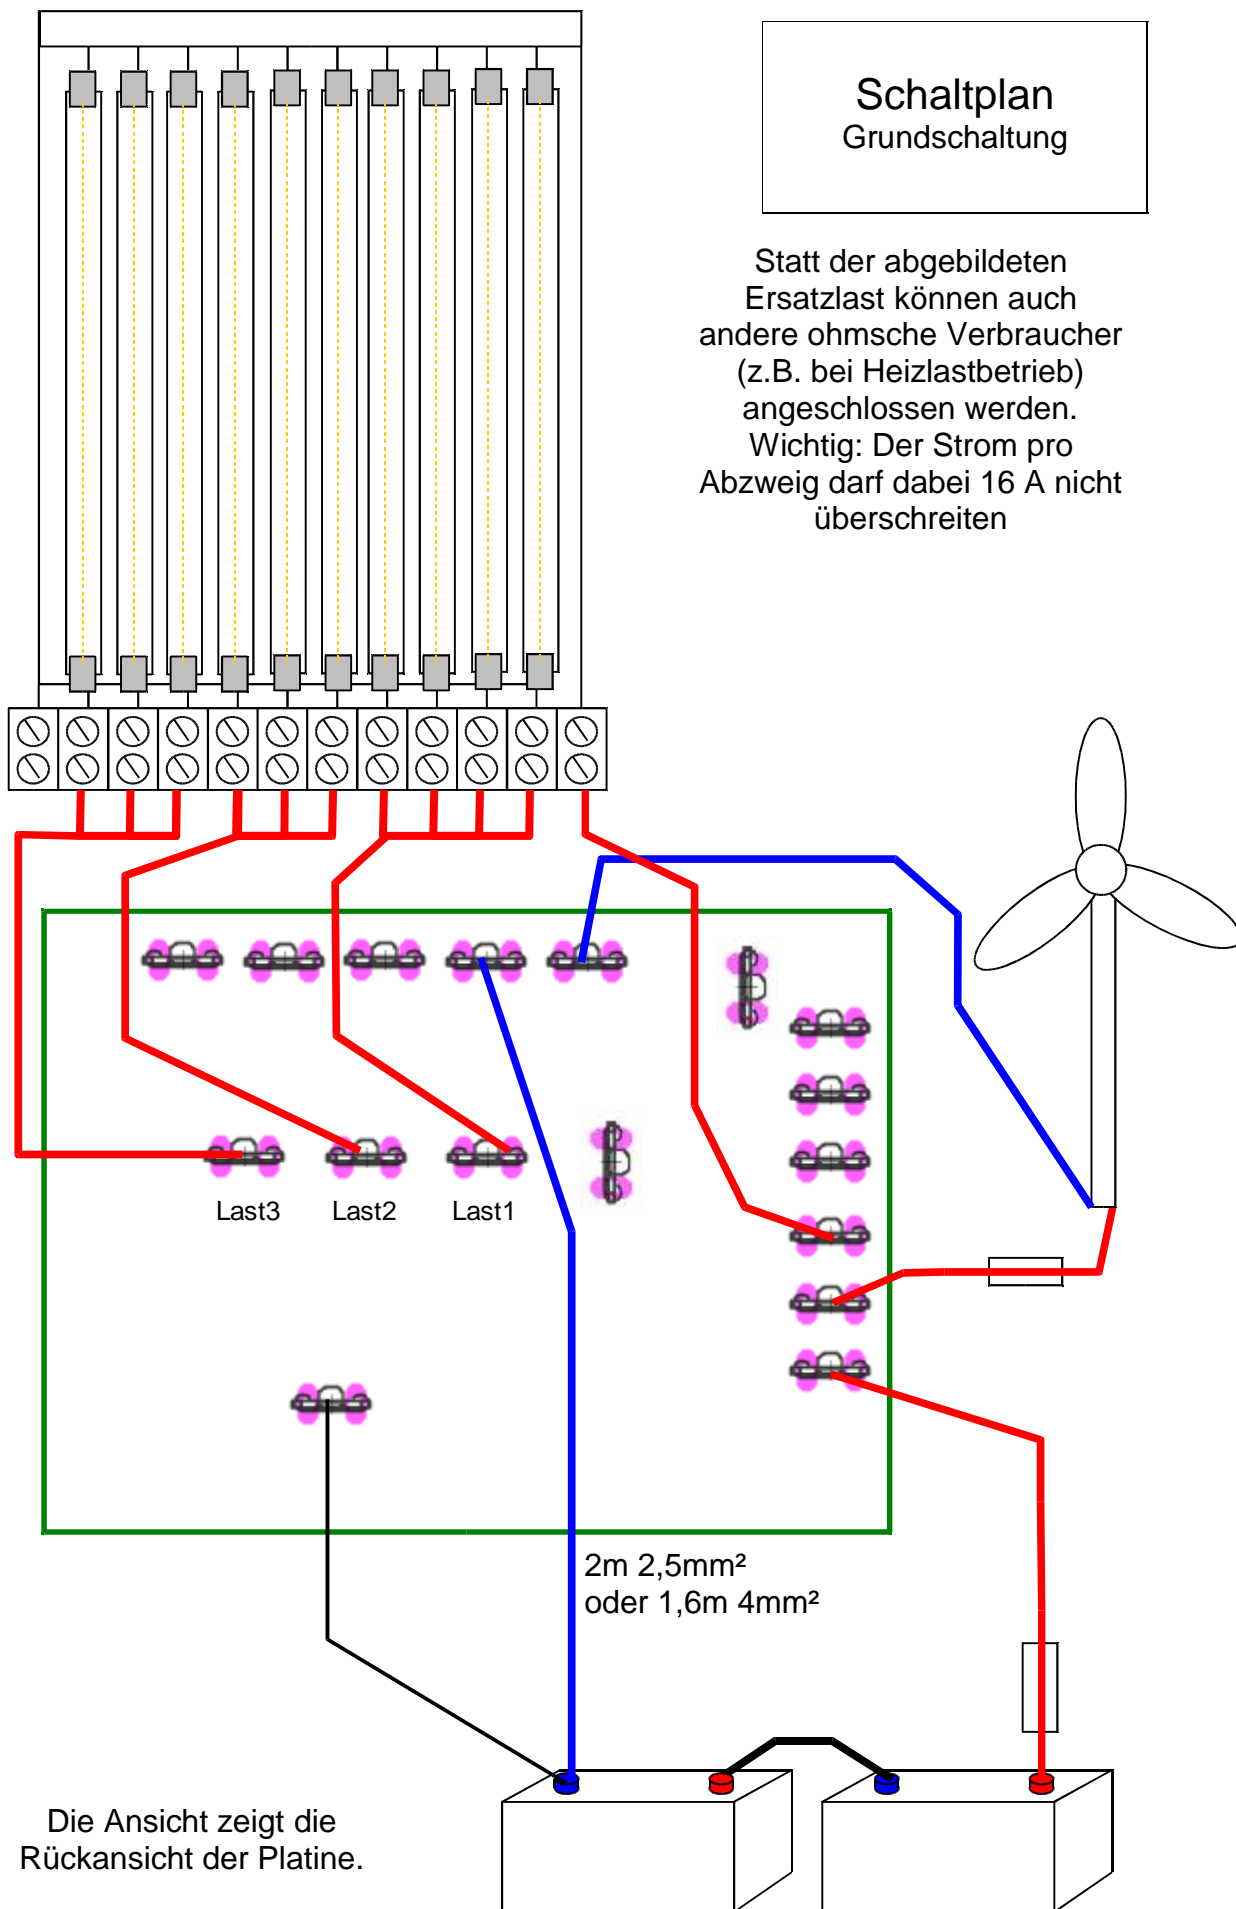 Schaltplan
Grundschaltung
Statt der abgebildeten
Ersatzlast können auch
andere ohmsche Verbraucher
(z.B. bei Heizlastbetrieb)
angeschlossen werden.
Wichtig: Der Strom pro
Abzweig darf dabei 16 A nicht
überschreiten
Last3 Last2 Last1
2m 2,5mm²
oder 1,6m 4mm²
Die Ansicht zeigt die
Rückansicht der Platine.